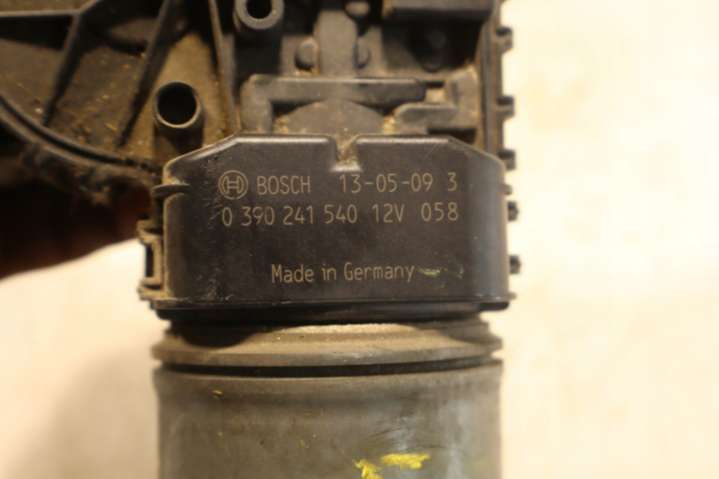 BOSCH 13-05-09 3
0 390 241 540 12V 058
Made in Germany